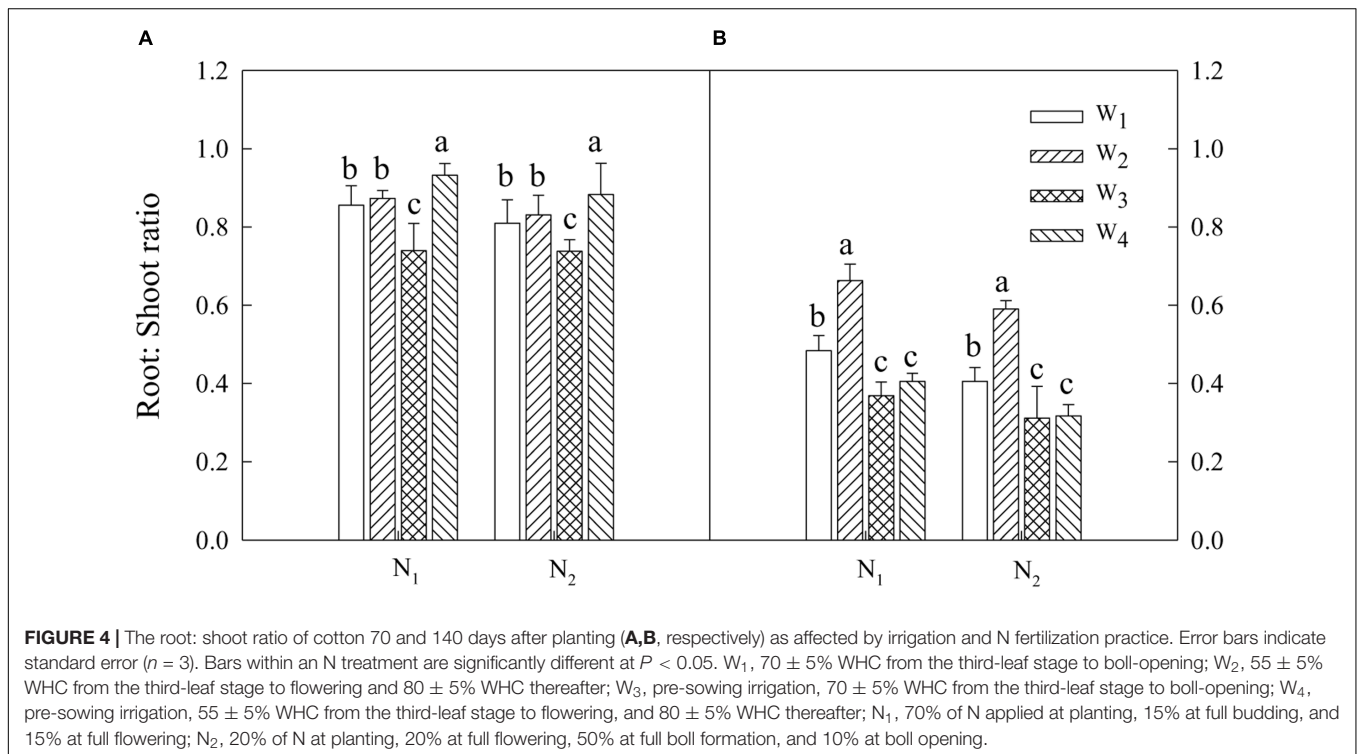 A
B
1.2
1.0
0.8
0.6
0.4
0.2
0.0
Root: Shoot ratio
b b c a
b b c a
N1 N2
b a c c
b a c c
N1 N2
W1
W2
W3
W4
1.2
1.0
0.8
0.6
0.4
0.2
0.0
FIGURE 4 | The root: shoot ratio of cotton 70 and 140 days after planting (A,B, respectively) as affected by irrigation and N fertilization practice. Error bars indicate
standard error (n = 3). Bars within an N treatment are significantly different at P < 0.05. W1, 70 ± 5% WHC from the third-leaf stage to boll-opening; W2, 55 ± 5%
WHC from the third-leaf stage to flowering and 80 ± 5% WHC thereafter; W3, pre-sowing irrigation, 70 ± 5% WHC from the third-leaf stage to boll-opening; W4,
pre-sowing irrigation, 55 ± 5% WHC from the third-leaf stage to flowering, and 80 ± 5% WHC thereafter; N1, 70% of N applied at planting, 15% at full budding, and
15% at full flowering; N2, 20% of N at planting, 20% at full flowering, 50% at full boll formation, and 10% at boll opening.